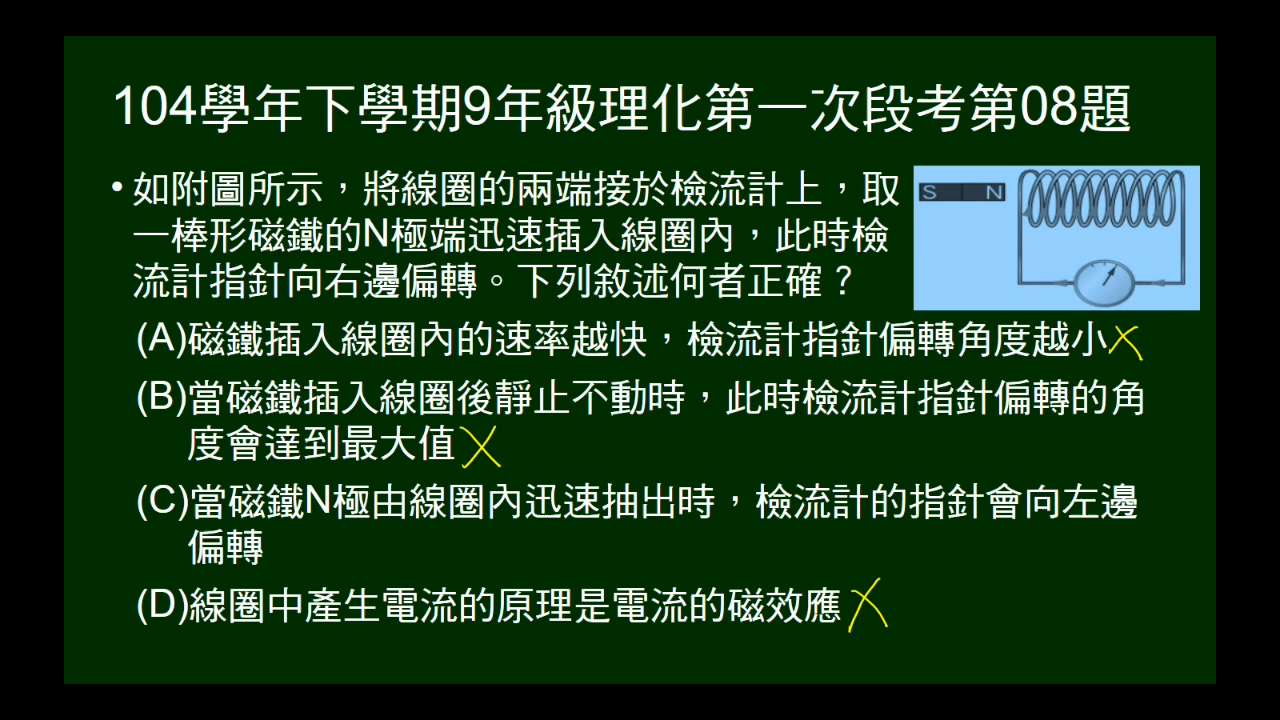 104學年下學期9年級理化第一次段考第08題
•如附圖所示，將線圈的兩端接於檢流計上，取
一棒形磁鐵的N極端迅速插入線圈內，此時檢
流計指針向右邊偏轉。下列敘述何者正確？
S N
(A)磁鐵插入線圈內的速率越快，檢流計指針偏轉角度越小
(B)當磁鐵插入線圈後靜止不動時，此時檢流計指針偏轉的角
度會達到最大值
(C)當磁鐵N極由線圈內迅速抽出時，檢流計的指針會向左邊
偏轉
(D)線圈中產生電流的原理是電流的磁效應